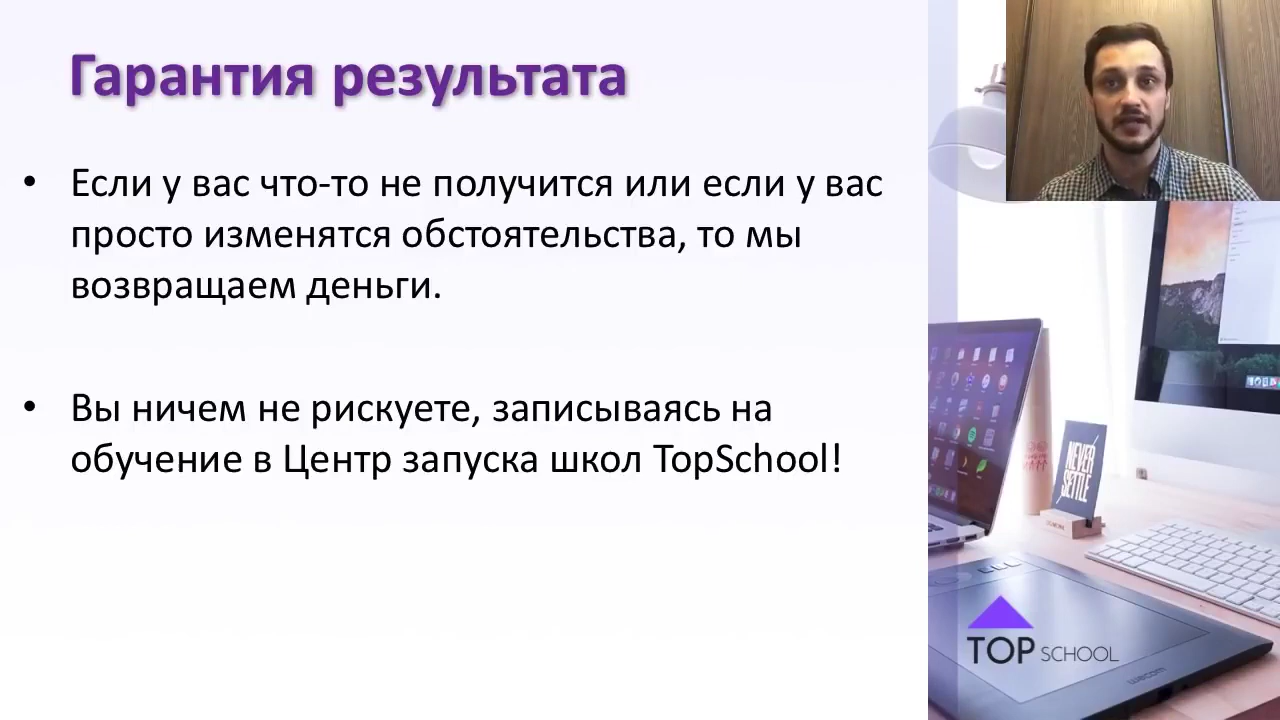 Гарантия результата
• Если у вас что-то не получится или если у вас
просто изменятся обстоятельства, то мы
возвращаем деньги.
• Вы ничем не рискуете, записываясь на
обучение в Центр запуска школ TopSchool!
NEVER
SETTLE
TOP SCHOOL
wacom